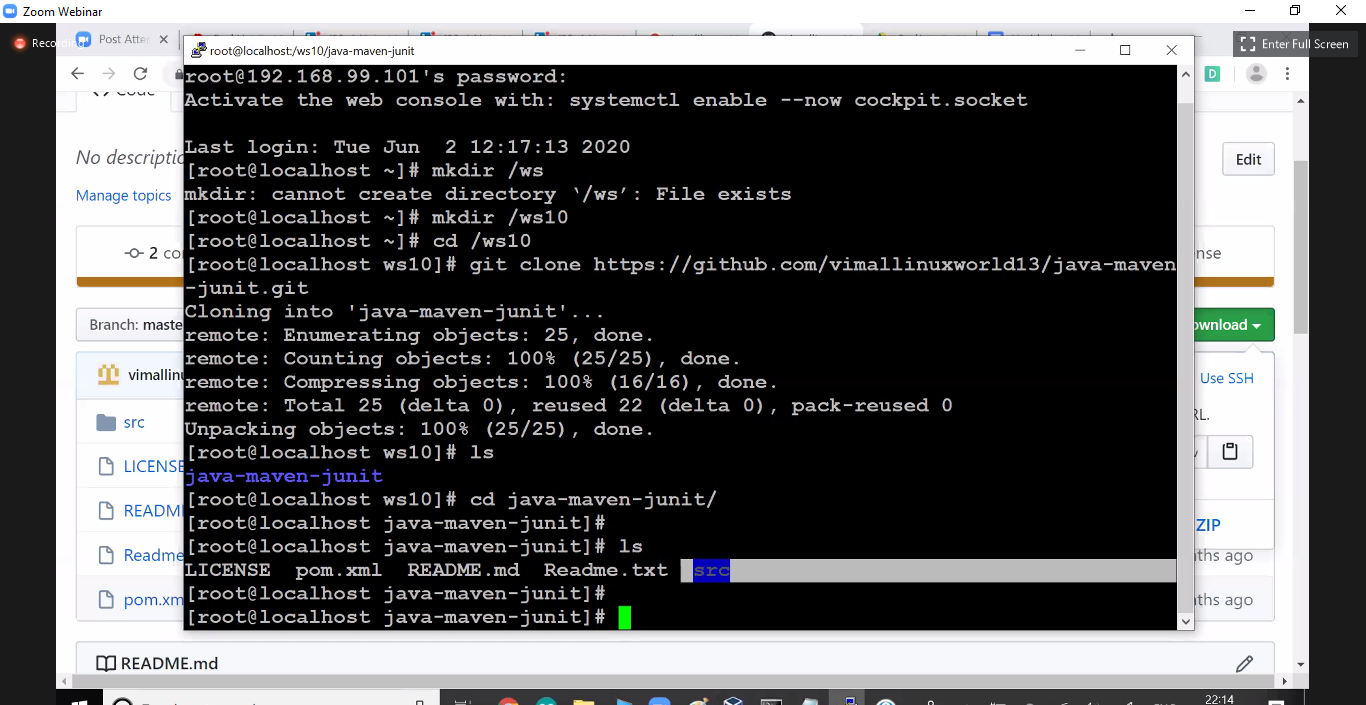 Zoom Webinar
Recording
Post Atter
Enter Full Screen
root@localhost:/ws10/java-maven-junit
root@192.168.99.101's password:
Activate the web console with: systemctl enable --now cockpit.socket
Last login: Tue Jun  2 12:17:13 2020
[root@localhost ~]# mkdir /ws
mkdir: cannot create directory ‘/ws’: File exists
[root@localhost ~]# mkdir /ws10
[root@localhost ~]# cd /ws10
[root@localhost ws10]# git clone https://github.com/vimallinuxworld13/java-maven
-junit.git
Cloning into 'java-maven-junit'...
remote: Enumerating objects: 25, done.
remote: Counting objects: 100% (25/25), done.
remote: Compressing objects: 100% (16/16), done.
remote: Total 25 (delta 0), reused 22 (delta 0), pack-reused 0
Unpacking objects: 100% (25/25), done.
[root@localhost ws10]# ls
java-maven-junit
[root@localhost ws10]# cd java-maven-junit/
[root@localhost java-maven-junit]#
[root@localhost java-maven-junit]# ls
LICENSE  pom.xml  README.md  Readme.txt  src
[root@localhost java-maven-junit]#
[root@localhost java-maven-junit]#
Code
No descriptio
Edit
Manage topics
2 co
nse
Branch: maste
ownload
vimallinu
Use SSH
src
RL.
LICENSE
READM
ZIP
Readme
ths ago
pom.xm
ths ago
README.md
22:14